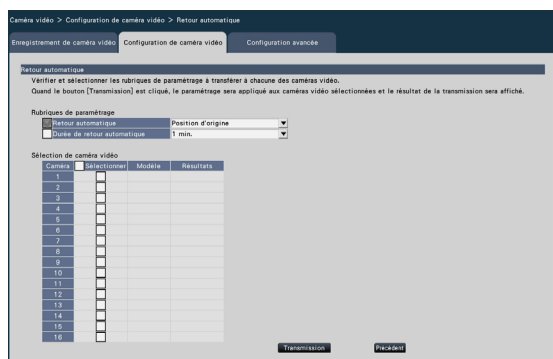 Caméra vidéo > Configuration de caméra vidéo > Retour automatique
Enregistrement de caméra vidéo Configuration de caméra vidéo Configuration avancée
Retour automatique
Vérifier et sélectionner les rubriques de paramétrage à transférer à chacune des caméras vidéo.
Quand le bouton [Transmission] est cliqué, le paramétrage sera appliqué aux caméras vidéo sélectionnées et le résultat de la transmission sera affiché.
Rubriques de paramétrage
Retour automatique Position d'origine
Durée de retour automatique 1 min.
Sélection de caméra vidéo
Caméra Sélectionner Modèle Résultats
1
2
3
4
5
6
7
8
9
10
11
12
13
14
15
16
Transmission Précédent